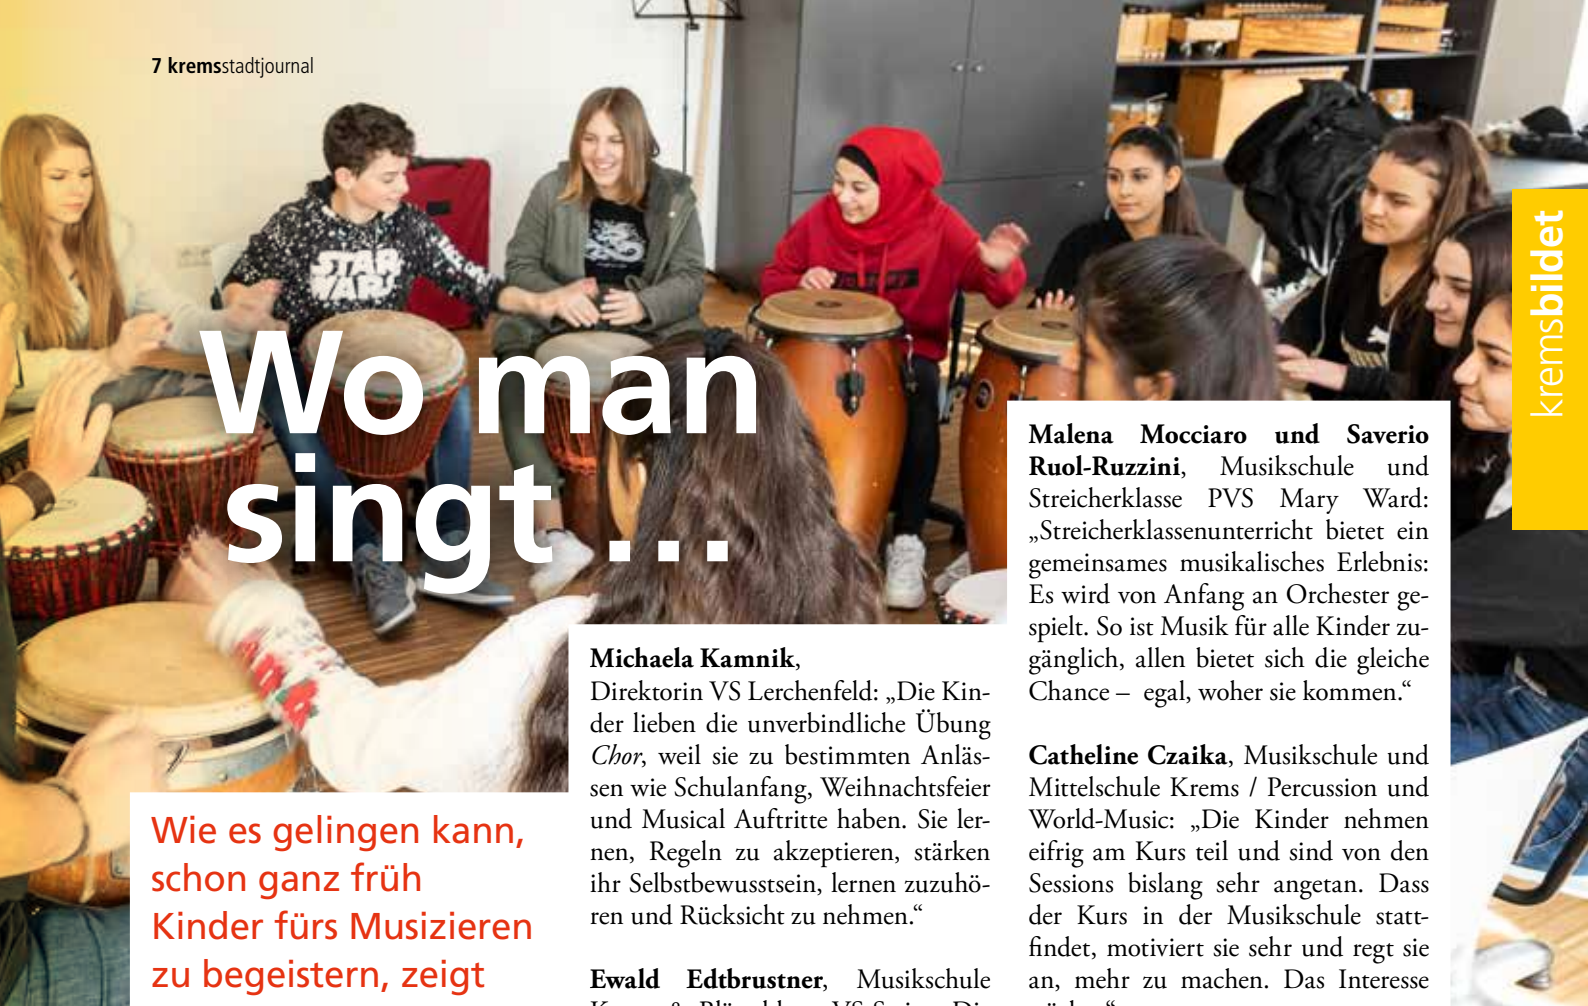 7 kremsstadtjournal
STAR
WARS
kremsbildet
Wo man
singt ...
Wie es gelingen kann,
schon ganz früh
Kinder fürs Musizieren
zu begeistern, zeigt
Michaela Kamnik,
Direktorin VS Lerchenfeld: „Die Kin-
der lieben die unverbindliche Übung
Chor, weil sie zu bestimmten Anläs-
sen wie Schulanfang, Weihnachtsfeier
und Musical Auftritte haben. Sie ler-
nen, Regeln zu akzeptieren, stärken
ihr Selbstbewusstsein, lernen zuzuhö-
ren und Rücksicht zu nehmen.“
Ewald Edtbrustner, Musikschule
Malena Mocciaro und Saverio
Ruol-Ruzzini, Musikschule und
Streicherklasse PVS Mary Ward:
„Streicherklassenunterricht bietet ein
gemeinsames musikalisches Erlebnis:
Es wird von Anfang an Orchester ge-
spielt. So ist Musik für alle Kinder zu-
gänglich, allen bietet sich die gleiche
Chance – egal, woher sie kommen.“
Catheline Czaika, Musikschule und
Mittelschule Krems / Percussion und
World-Music: „Die Kinder nehmen
eifrig am Kurs teil und sind von den
Sessions bislang sehr angetan. Dass
der Kurs in der Musikschule statt-
findet, motiviert sie sehr und regt sie
an, mehr zu machen. Das Interesse